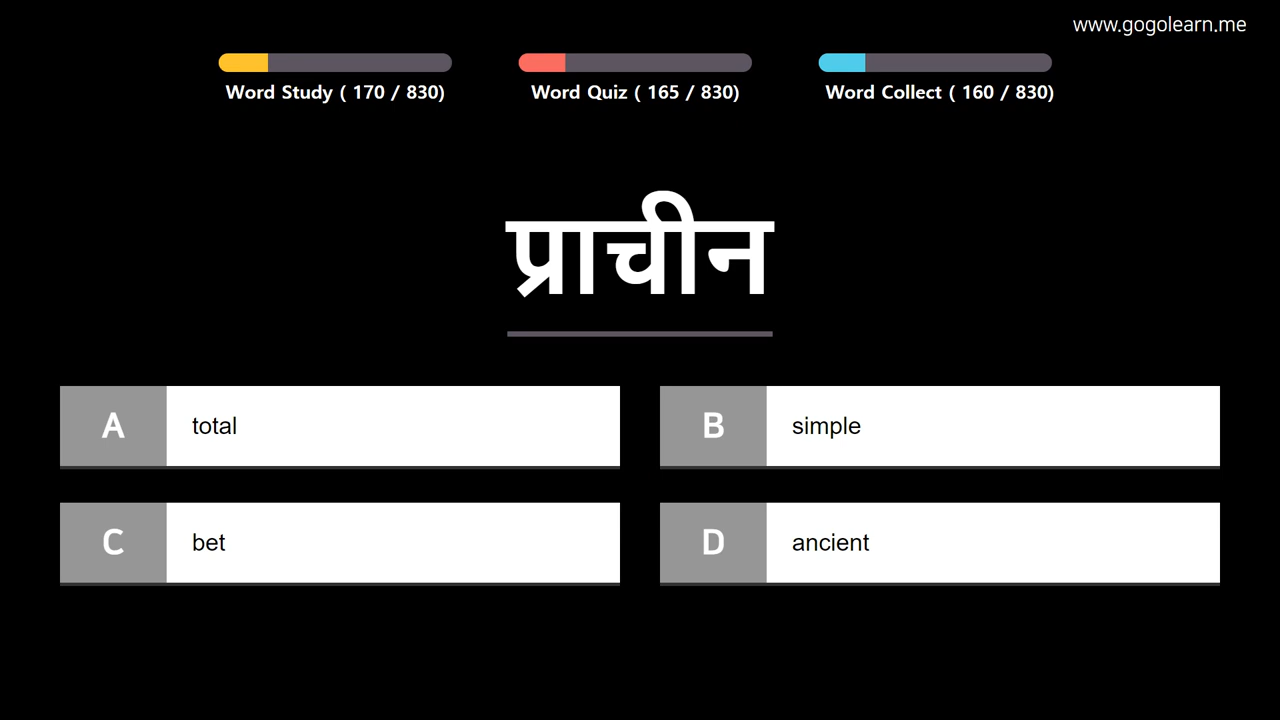 www.gogolearn.me
Word Study ( 170 / 830) Word Quiz ( 165 / 830) Word Collect ( 160 / 830)
प्राचीन
A total
B simple
C bet
D ancient